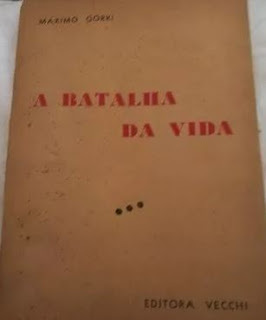 MAXIMO GORKI
A BATALHA
DA VIDA
EDITORA VECCHI